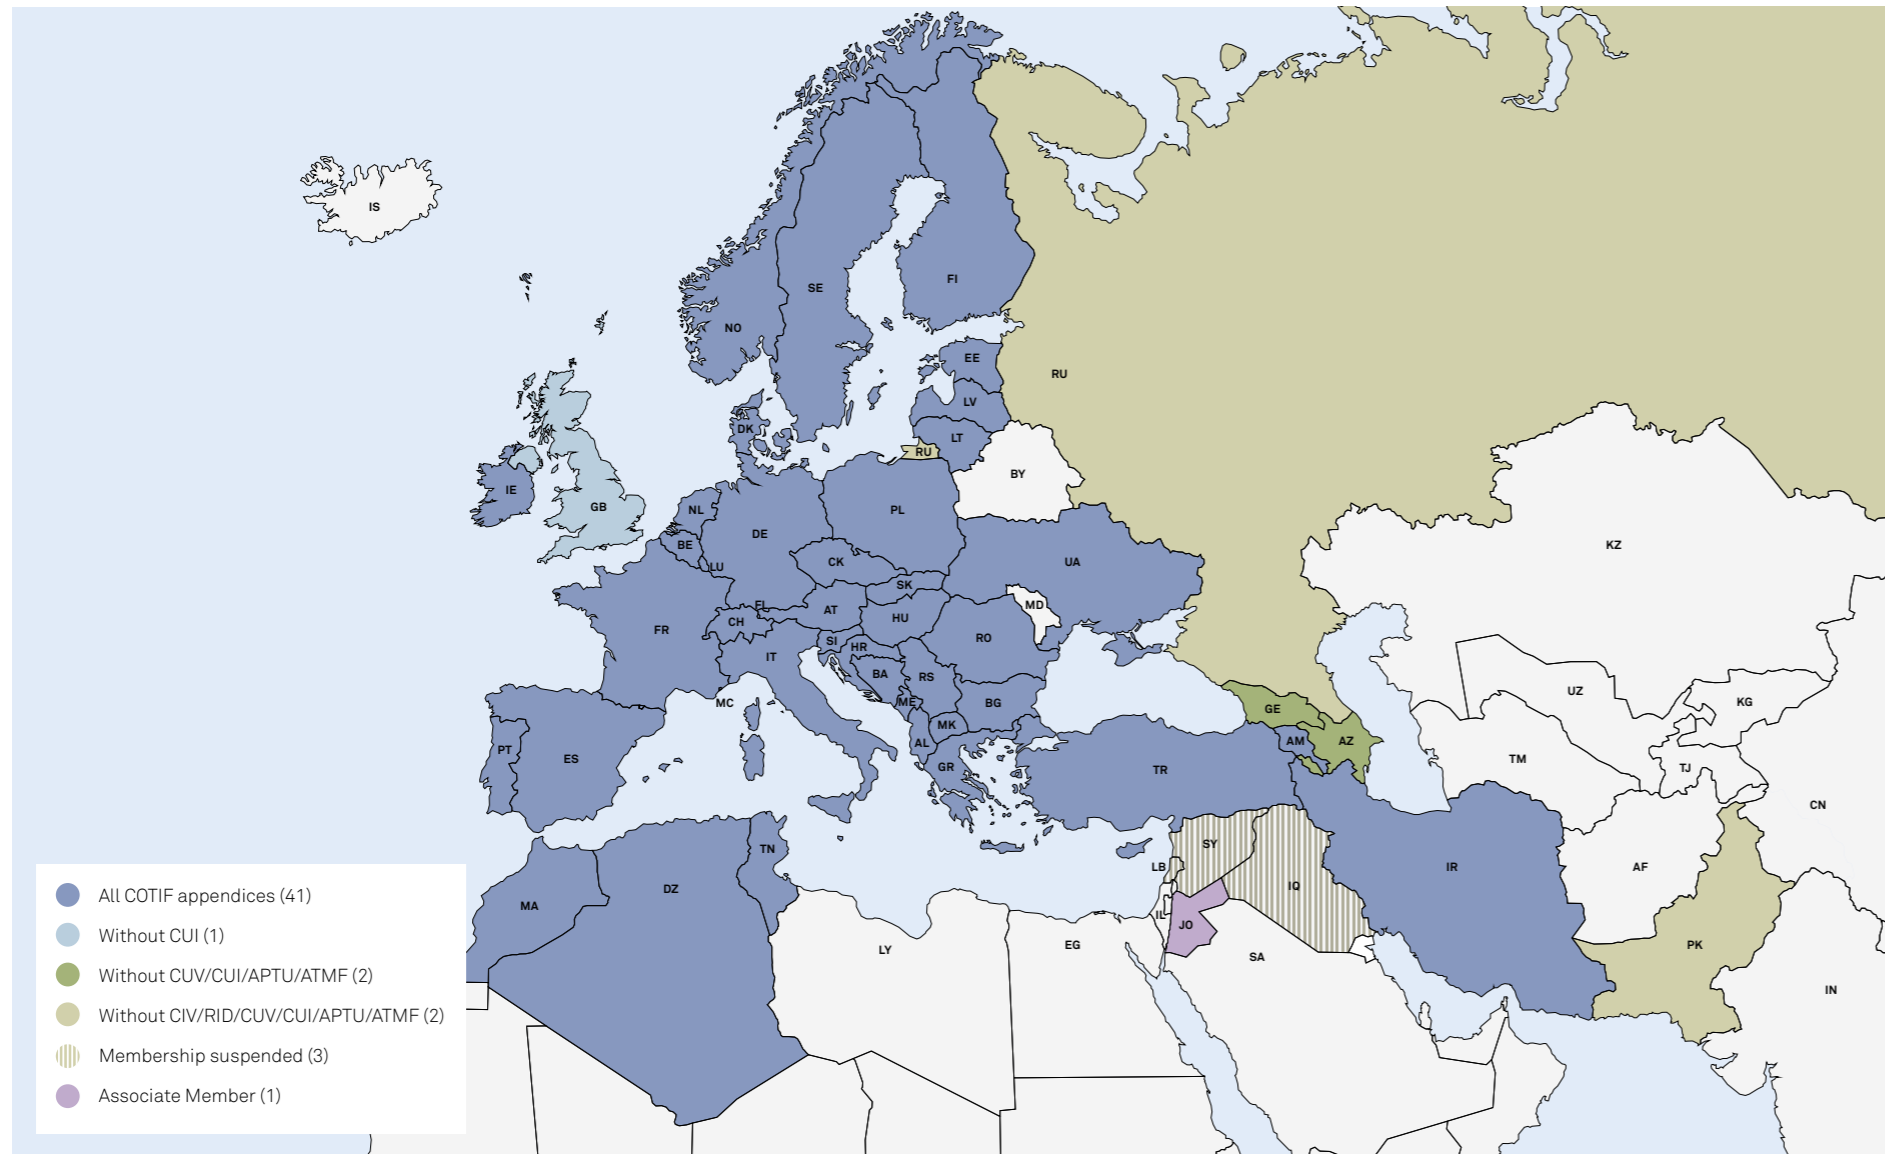 IS
SE
FI
NO
EE
RU
LV
DK
LT
RU
BY
IE
GB
NL
PL
DE
BE
KZ
LU
CK
UA
SK
FL
AT
MD
HU
CH
FR
RO
SI
HR
IT
BA
RS
UZ
ME
MC
BG
KG
GE
MK
AL
AM
AZ
PT
ES
GR
TR
TM
TJ
CN
TN
SY
LB
IR
AF
DZ
IQ
MA
IL
JO
LY
EG
SA
PK
IN
All COTIF appendices (41)
Without CUI (1)
Without CUV/CUI/APTU/ATMF (2)
Without CIV/RID/CUV/CUI/APTU/ATMF (2)
Membership suspended (3)
Associate Member (1)